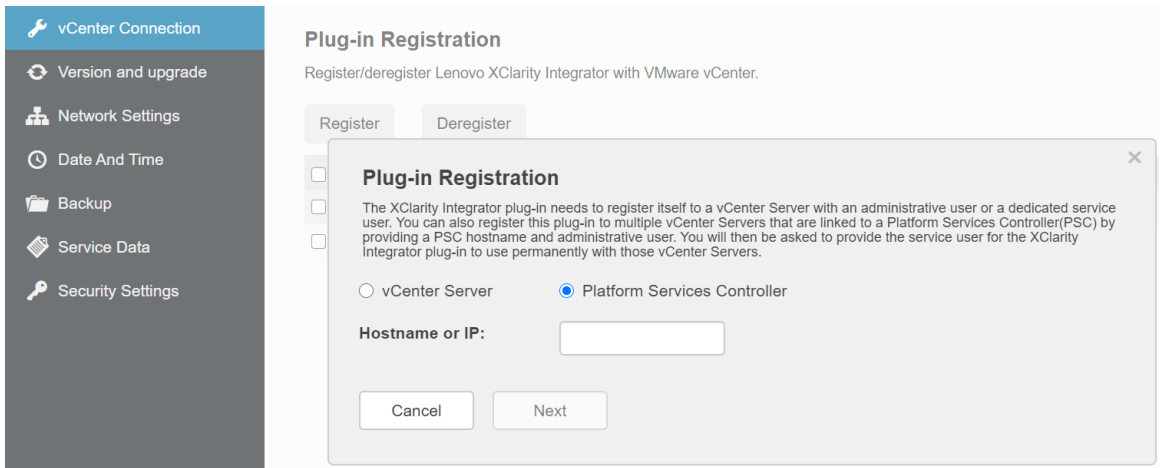 vCenter Connection
Version and upgrade
Network Settings
Date And Time
Backup
Service Data
Security Settings
Plug-in Registration
Register/deregister Lenovo XClarity Integrator with VMware vCenter.
Register
Deregister
Plug-in Registration
The XClarity Integrator plug-in needs to register itself to a vCenter Server with an administrative user or a dedicated service
user. You can also register this plug-in to multiple vCenter Servers that are linked to a Platform Services Controller(PSC) by
providing a PSC hostname and administrative user. You will then be asked to provide the service user for the XClarity
Integrator plug-in to use permanently with those vCenter Servers.
vCenter Server
Platform Services Controller
Hostname or IP:
Cancel
Next